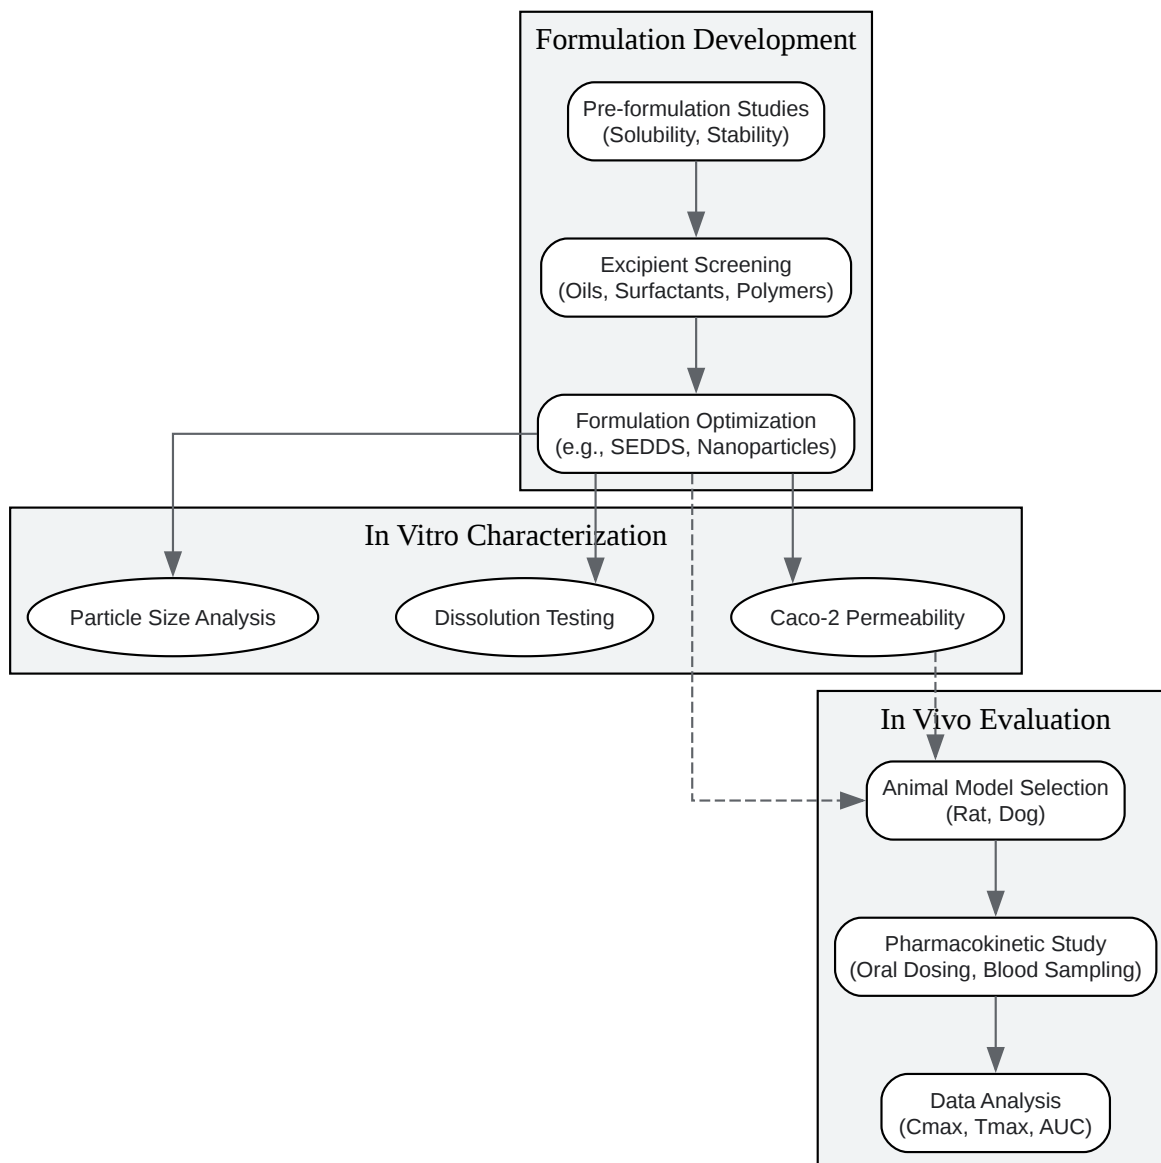 Formulation Development
Pre-formulation Studies
(Solubility, Stability)
Excipient Screening
(Oils, Surfactants, Polymers)
Formulation Optimization
(e.g., SEDDS, Nanoparticles)
In Vitro Characterization
Particle Size Analysis
Dissolution Testing
Caco-2 Permeability
In Vivo Evaluation
Animal Model Selection
(Rat, Dog)
Pharmacokinetic Study
(Oral Dosing, Blood Sampling)
Data Analysis
(Cmax, Tmax, AUC)